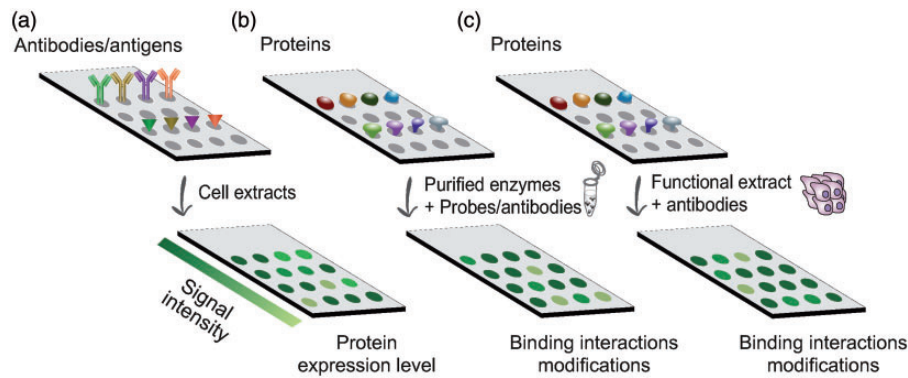 (a)
Antibodies/antigens
(b)
Proteins
(c)
Proteins
Cell extracts
Purified enzymes
+ Probes/antibodies
Functional extract
+ antibodies
Signal
intensity
Protein
expression level
Binding interactions
modifications
Binding interactions
modifications